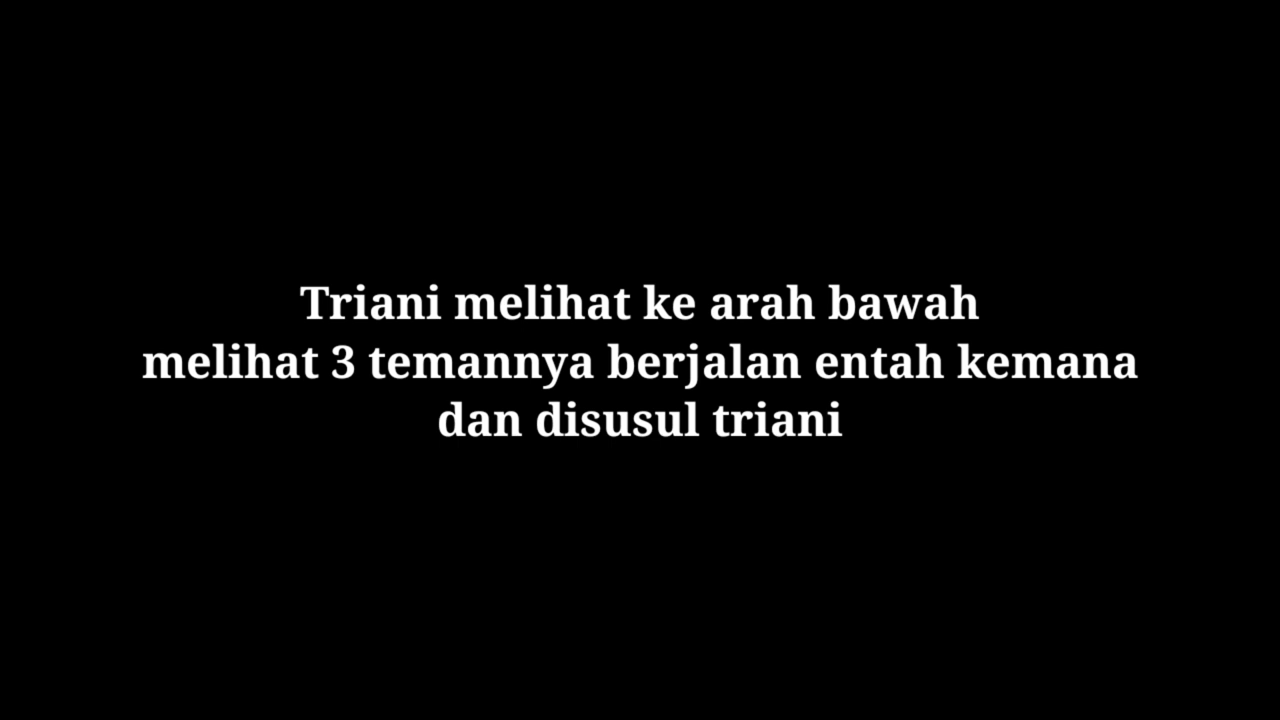 Triani melihat ke arah bawah
melihat 3 temannya berjalan entah kemana
dan disusul triani